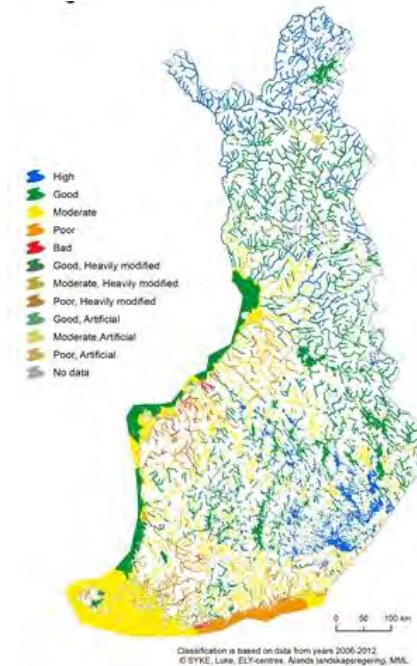 High
Good
Moderate
Poor
Bad
Good, Heavily modified
Moderate, Heavily modified
Poor, Heavily modified
Good, Artificial
Moderate,Artificial
Poor, Artificial
No data
0 100 km
Classification is based on data from years 2006-2012.
© SYKE, Luke, ELY-centres, Ålands landskapsregering, MML